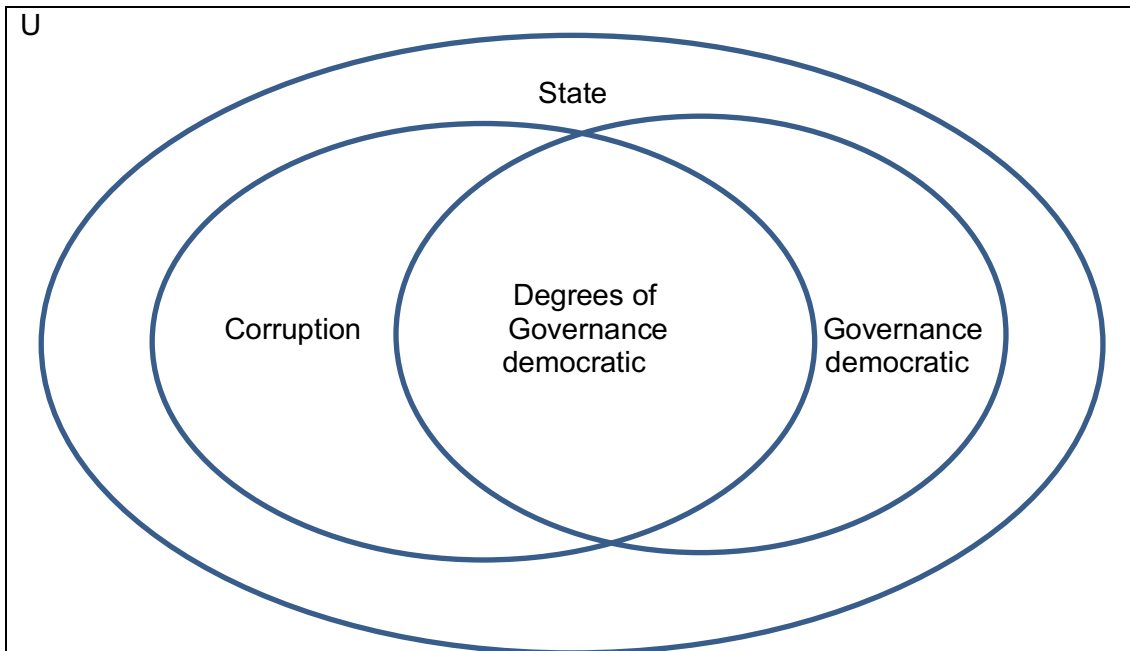 U
State
Corruption
Degrees of
Governance
democratic
Governance
democratic